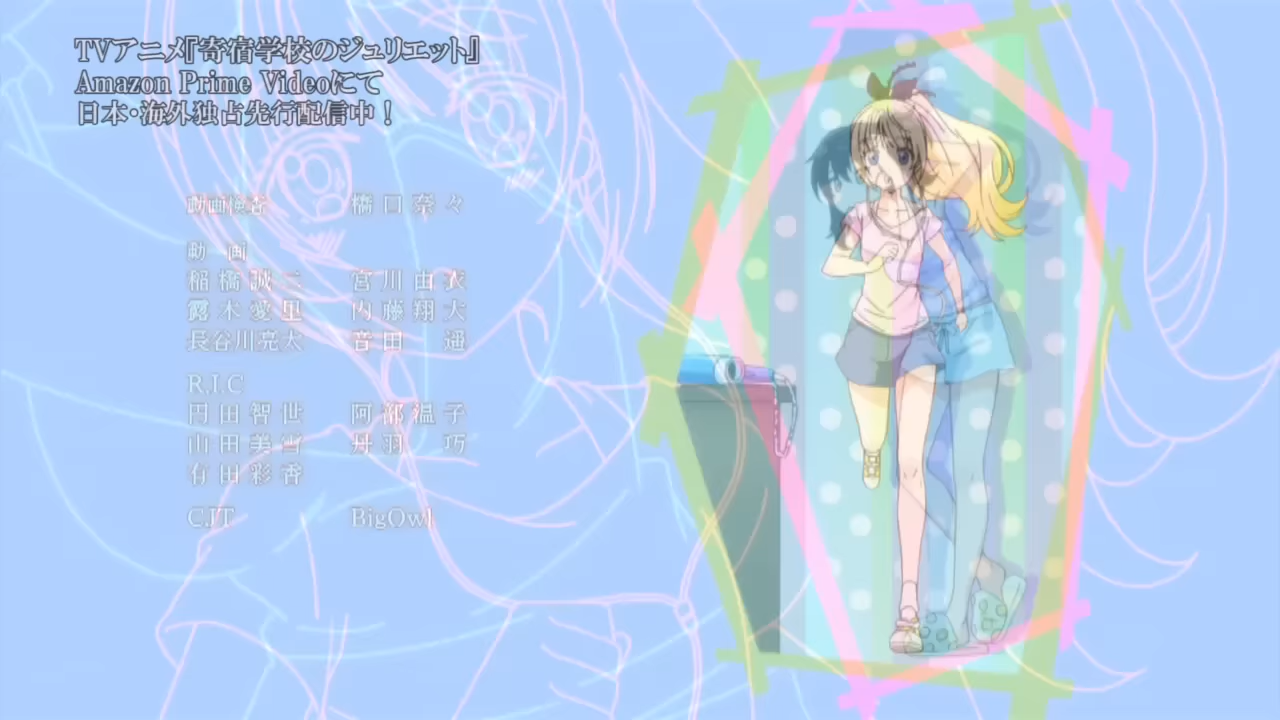 TVアニメ『寄宿学校のジュリエット』
Amazon Prime Videoにて
日本・海外独占先行配信中！
動画検査 橋口奈々
動 画
稲橋誠二 宮川由衣
露木愛里 内藤翔大
長谷川亮太 音田 遥
R.I.C
円田智世 阿部温子
山田美雪 丹羽 巧
有田彩香
C.I.T BigOwl